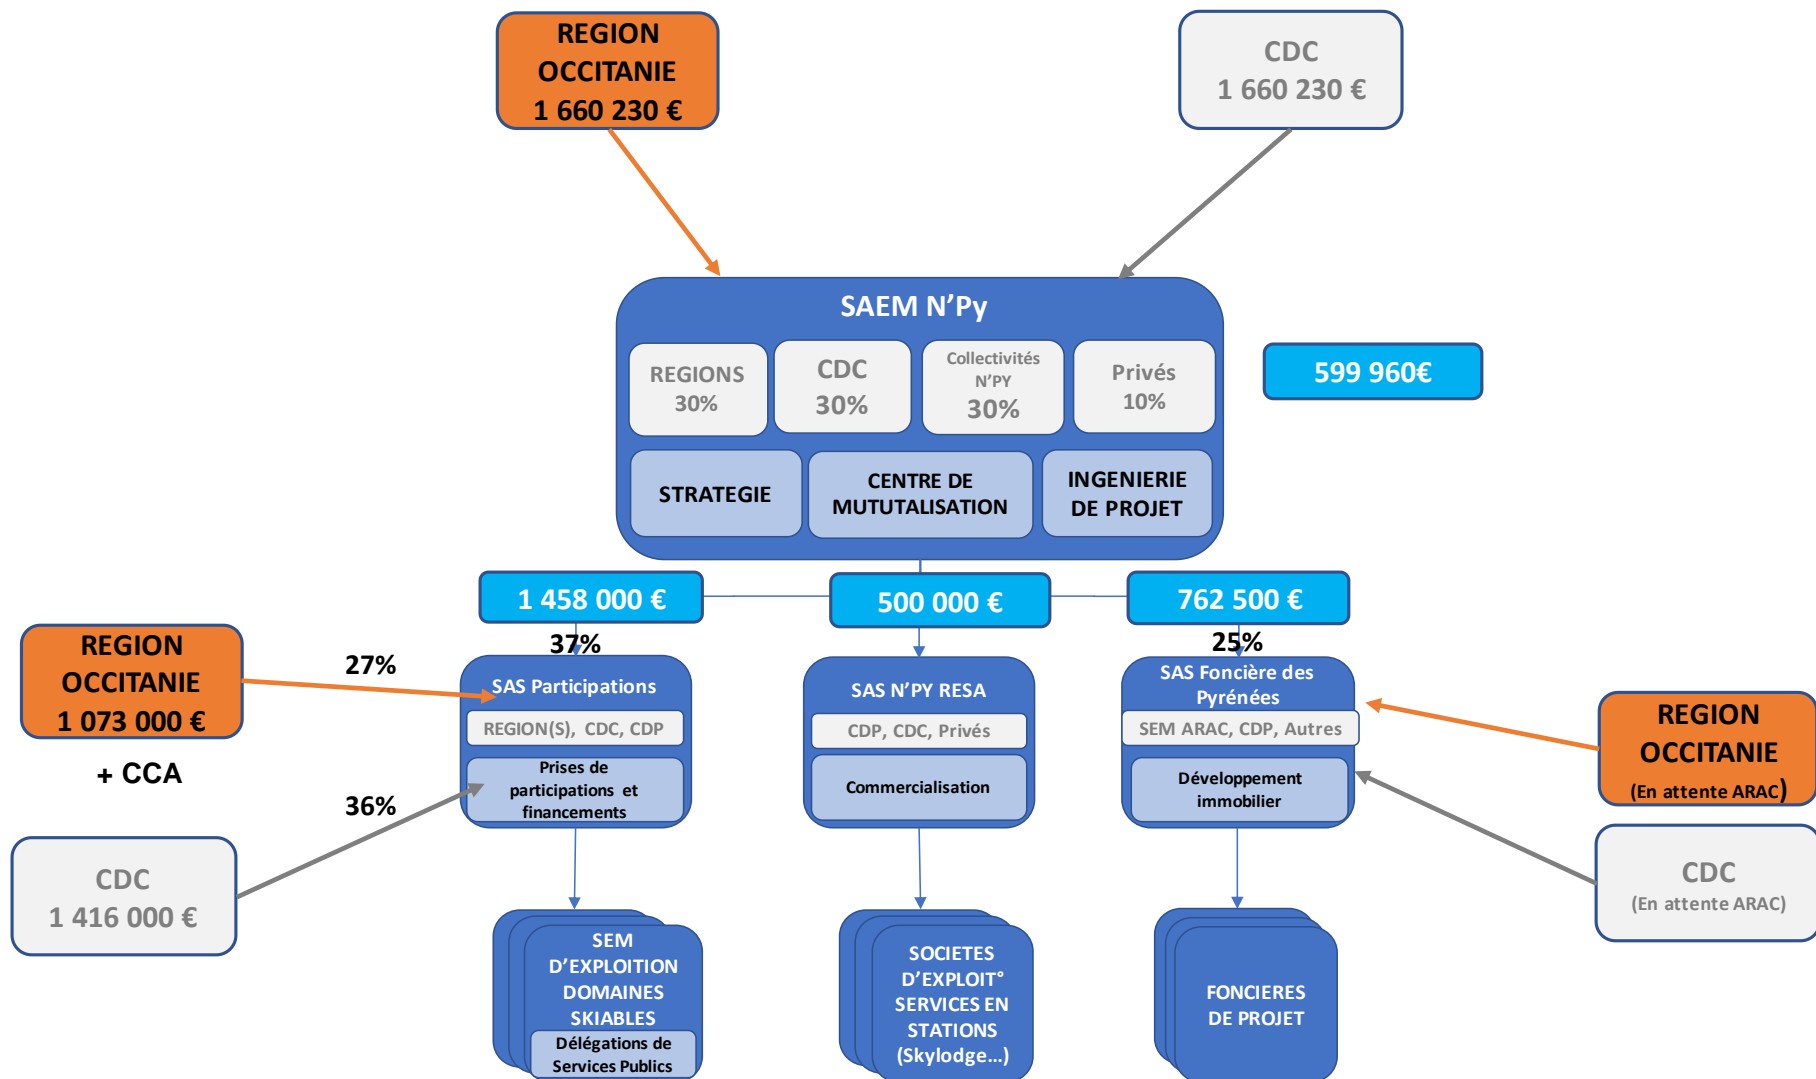 REGION
OCCITANIE
1 660 230 €
CDC
1 660 230 €
SAEM N’Py
REGIONS
30%
CDC
30%
Collectivités
N’PY
30%
Privés
10%
599 960€
STRATEGIE
CENTRE DE
MUTUTALISATION
INGENIERIE
DE PROJET
1 458 000 €
500 000 €
762 500 €
37%
25%
REGION
OCCITANIE
1 073 000 €
+ CCA
27%
36%
CDC
1 416 000 €
SAS Participations
REGION(S), CDC, CDP
Prises de
participations et
financements
SAS N’PY RESA
CDP, CDC, Privés
Commercialisation
SAS Foncière des
Pyrénées
SEM ARAC, CDP, Autres
Développement
immobilier
REGION
OCCITANIE
(En attente ARAC)
CDC
(En attente ARAC)
SEM
D’EXPLOITION
DOMAINES
SKIABLES
Délégations de
Services Publics
SOCIETES
D’EXPLOIT°
SERVICES EN
STATIONS
(Skylodge…)
FONCIERES
DE PROJET